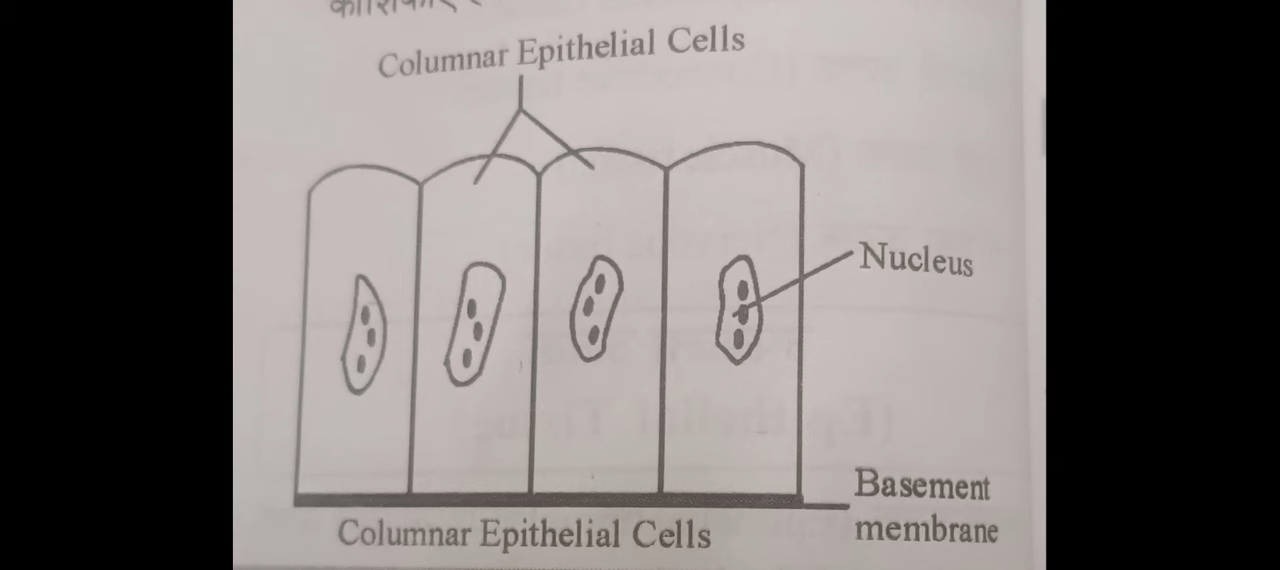 Columnar Epithelial Cells
Nucleus
Basement
membrane
Columnar Epithelial Cells